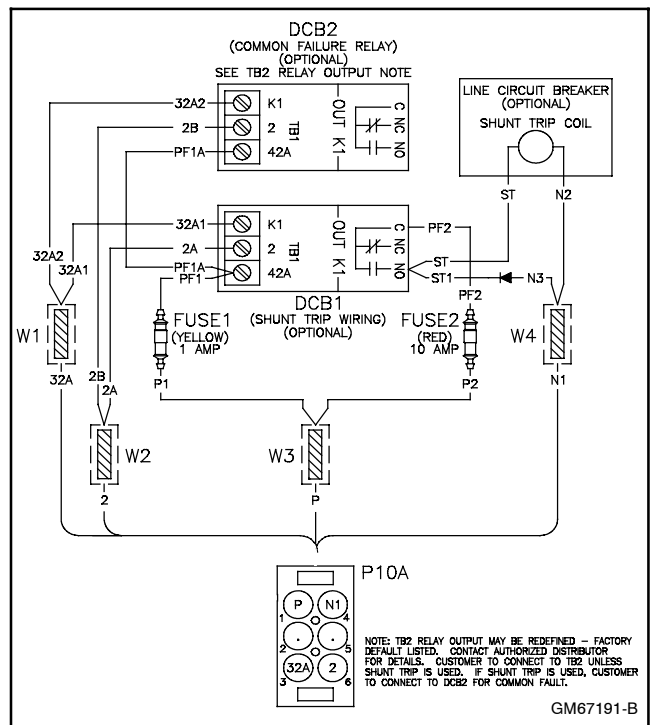 DCB2
(COMMON FAILURE RELAY)
(OPTIONAL)
SEE TB2 RELAY OUTPUT NOTE
32A2
K1
2B
2
PF1A
42A
TB1
OUT K1
C
NC
NO
LINE CIRCUIT BREAKER
(OPTIONAL)
SHUNT TRIP COIL
ST
N2
32A1
K1
2A
2
PF1A
PF1
42A
TB1
OUT K1
C
NC
NO
PF2
ST
ST1
N3
PF2
32A2
32A1
DCB1
(SHUNT TRIP WIRING)
(OPTIONAL)
W1
FUSE1
(YELLOW)
1 AMP
FUSE2
(RED)
10 AMP
W4
32A
2B
2A
P1
P2
N1
W2
W3
2
P
P10A
P
N1
1
4
.
.
2
5
32A
2
3
6
NOTE: TB2 RELAY OUTPUT MAY BE REDEFINED – FACTORY
DEFAULT LISTED. CONTACT AUTHORIZED DISTRIBUTOR
FOR DETAILS. CUSTOMER TO CONNECT TO TB2 UNLESS
SHUNT TRIP IS USED. IF SHUNT TRIP IS USED, CUSTOMER
TO CONNECT TO DCB2 FOR COMMON FAULT.
GM67191-B